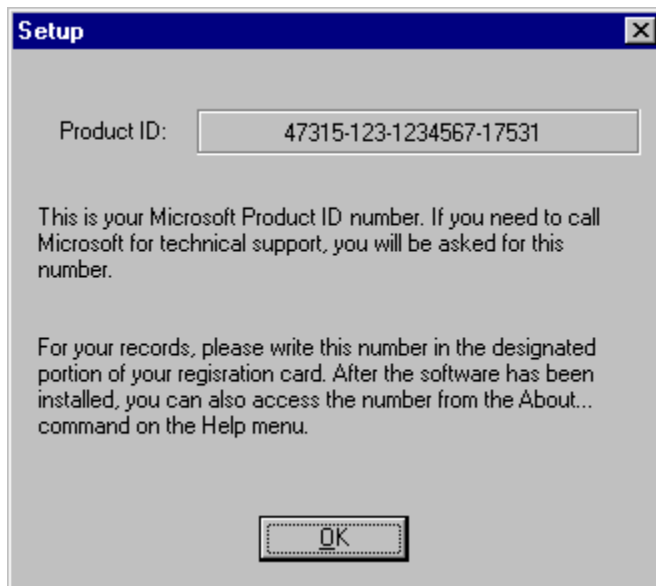 Setup
Product ID: 47315-123-1234567-17531
This is your Microsoft Product ID number. If you need to call
Microsoft for technical support, you will be asked for this
number.
For your records, please write this number in the designated
portion of your regisration card. After the software has been
installed, you can also access the number from the About...
command on the Help menu.
OK